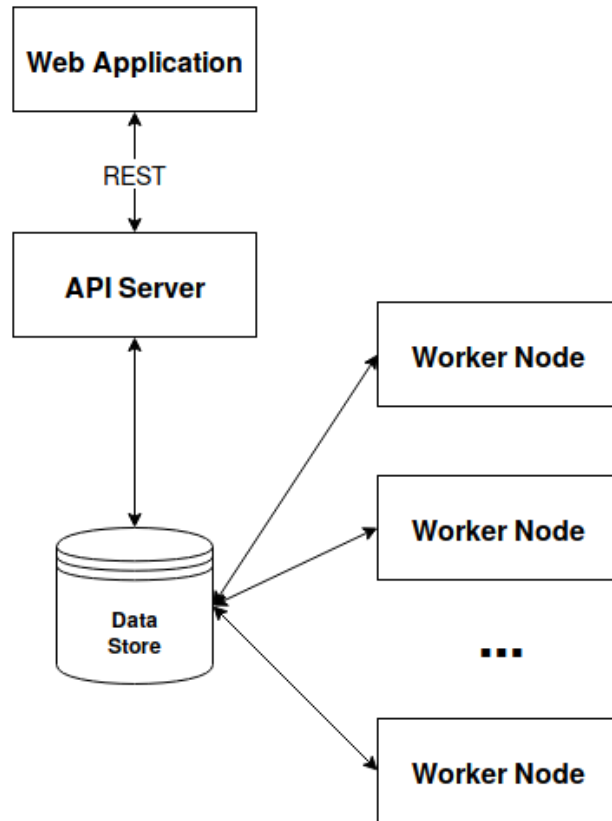 Web Application
REST
API Server
Worker Node
Worker Node
Data
Store
...
Worker Node